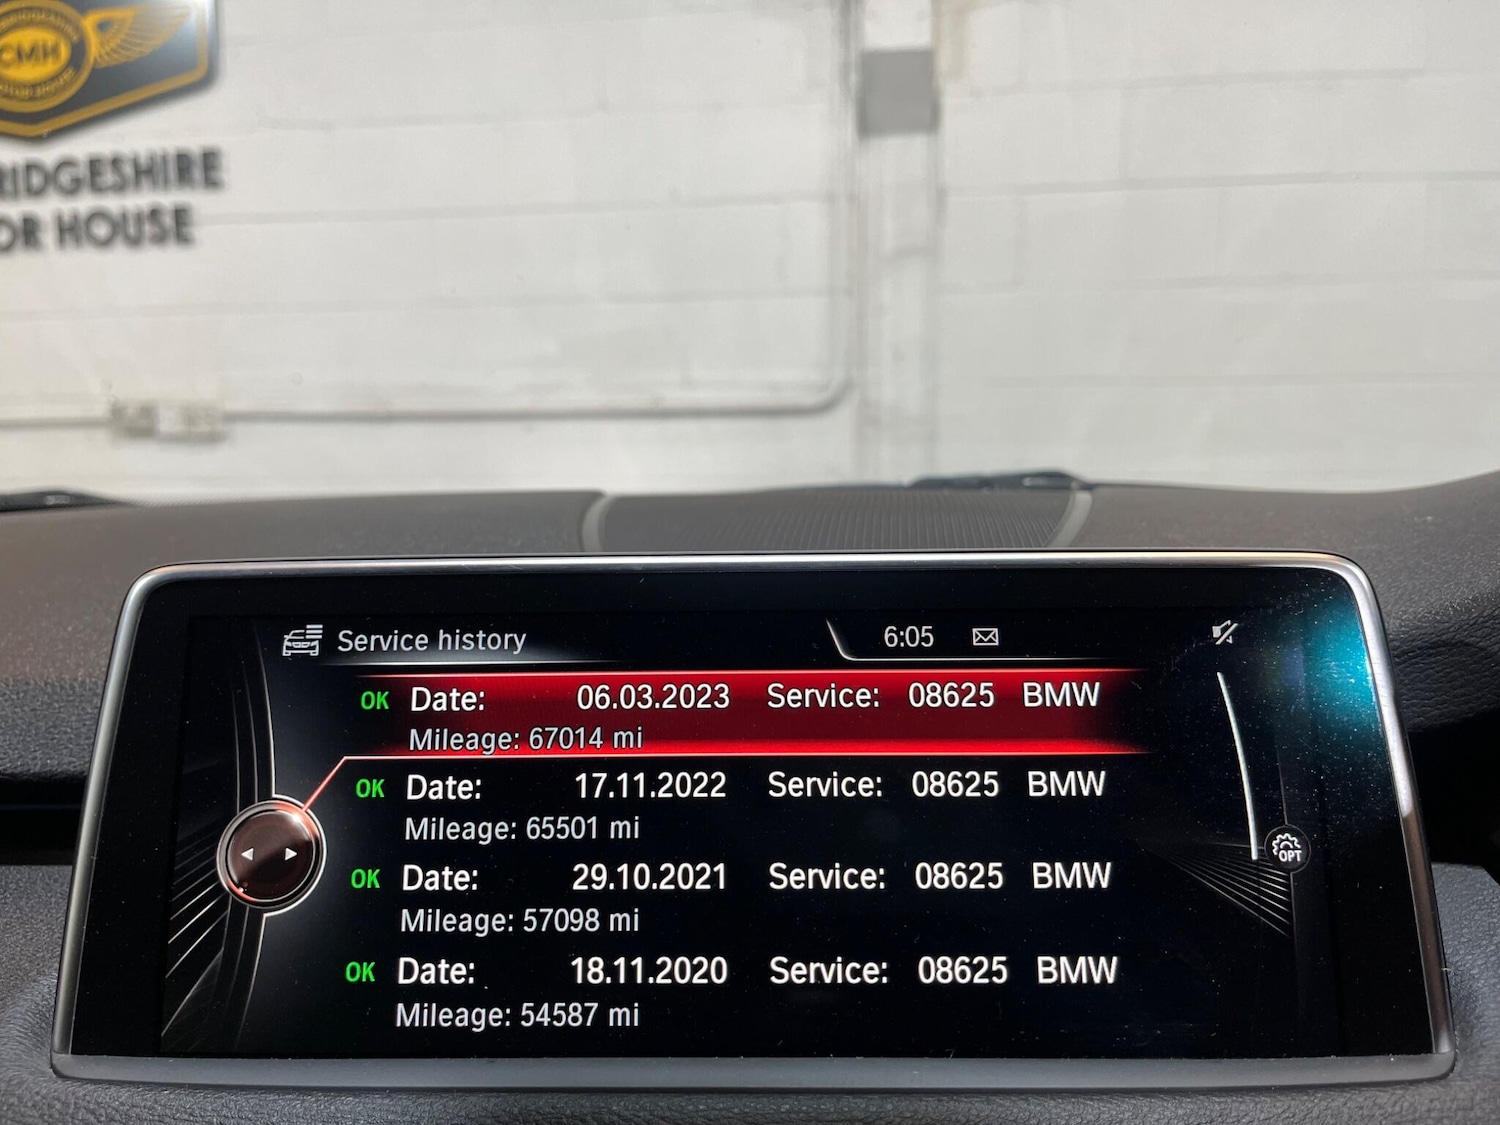 CMH
RIDGESHIRE
OR HOUSE
Service history 6:05
OK Date: 06.03.2023 Service: 08625 BMW
Mileage: 67014 mi
OK Date: 17.11.2022 Service: 08625 BMW
Mileage: 65501 mi
OK Date: 29.10.2021 Service: 08625 BMW
Mileage: 57098 mi
OPT
OK Date: 18.11.2020 Service: 08625 BMW
Mileage: 54587 mi